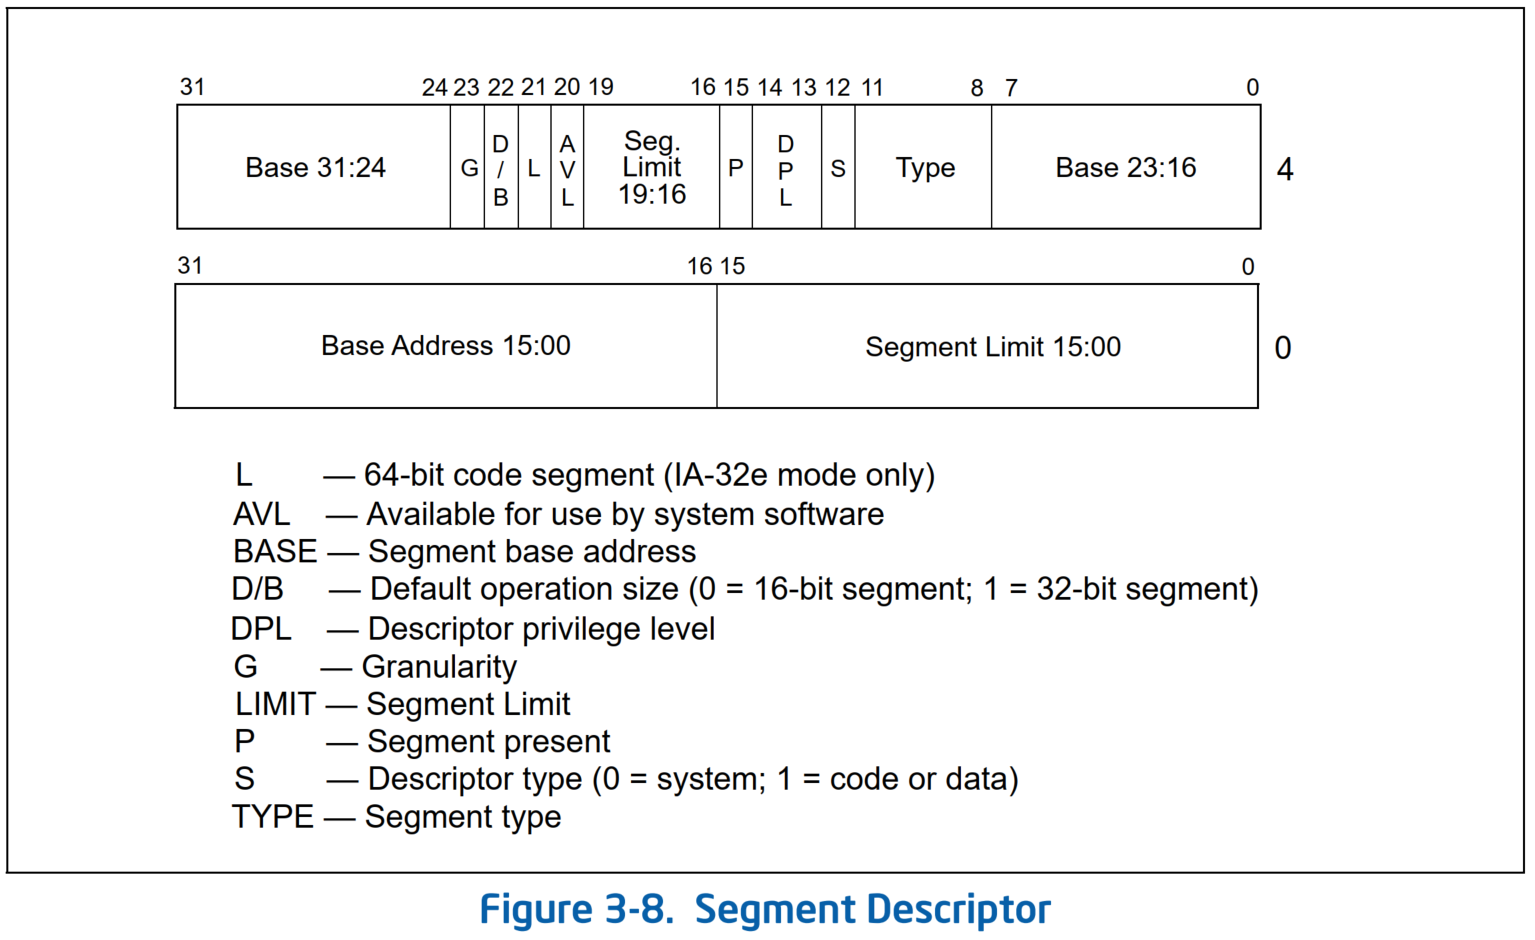 31 24 23 22 21 20 19 16 15 14 13 12 11 8 7 0
Base 31:24 G D/B L AVL Seg. Limit 19:16 P DPL S Type Base 23:16 4
31 16 15 0
Base Address 15:00 Segment Limit 15:00 0
L — 64-bit code segment (IA-32e mode only)
AVL — Available for use by system software
BASE — Segment base address
D/B — Default operation size (0 = 16-bit segment; 1 = 32-bit segment)
DPL — Descriptor privilege level
G — Granularity
LIMIT — Segment Limit
P — Segment present
S — Descriptor type (0 = system; 1 = code or data)
TYPE — Segment type
Figure 3-8. Segment Descriptor